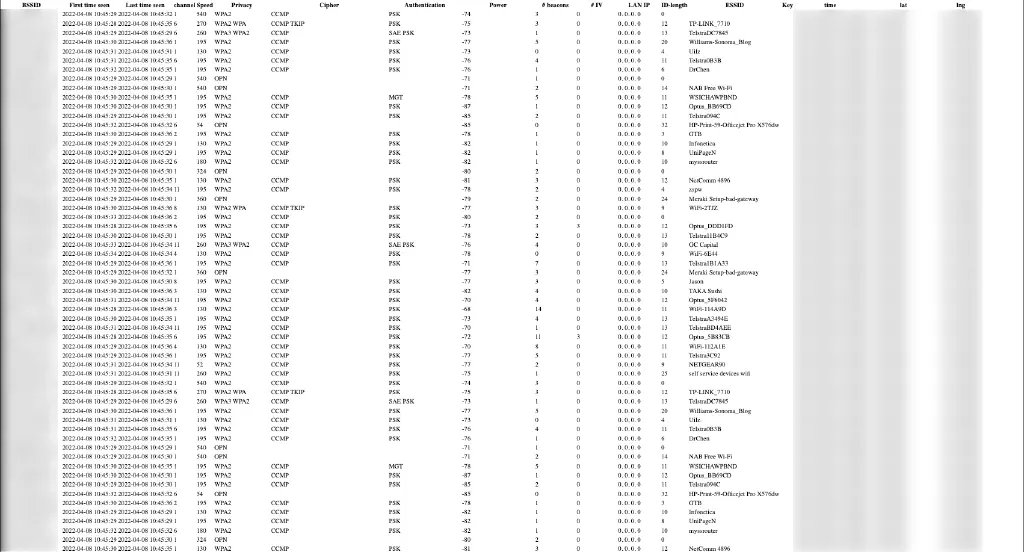 BSSID First time seen Last time seen channel Speed Privacy Cipher Authentication Power # beacons # IV LAN IP ID-length ESSID Key time lat lng
2022-04-08 10:45:29 2022-04-08 10:45:32 1 540 WPA2 CCMP PSK -74 3 0 0.0.0.0 0
2022-04-08 10:45:28 2022-04-08 10:45:35 6 270 WPA2 WPA CCMP TKIP PSK -75 3 0 0.0.0.0 12 TP-LINK_7710
2022-04-08 10:45:29 2022-04-08 10:45:29 6 260 WPA3 WPA2 CCMP SAE PSK -73 1 0 0.0.0.0 13 TelstraDC7845
2022-04-08 10:45:30 2022-04-08 10:45:36 1 195 WPA2 CCMP PSK -77 5 0 0.0.0.0 20 Williams-Sonoma_Blog
2022-04-08 10:45:31 2022-04-08 10:45:31 1 130 WPA2 CCMP PSK -73 0 0 0.0.0.0 4 Uilz
2022-04-08 10:45:31 2022-04-08 10:45:35 6 195 WPA2 CCMP PSK -76 4 0 0.0.0.0 11 Telstra0B3B
2022-04-08 10:45:32 2022-04-08 10:45:35 1 195 WPA2 CCMP PSK -76 1 0 0.0.0.0 6 DrChen
2022-04-08 10:45:29 2022-04-08 10:45:29 1 540 OPN -71 1 0 0.0.0.0 0
2022-04-08 10:45:29 2022-04-08 10:45:30 1 540 OPN -71 2 0 0.0.0.0 14 NAB Free Wi-Fi
2022-04-08 10:45:30 2022-04-08 10:45:35 1 195 WPA2 CCMP MGT -78 5 0 0.0.0.0 11 WSICHAWPBND
2022-04-08 10:45:30 2022-04-08 10:45:30 1 195 WPA2 CCMP PSK -87 1 0 0.0.0.0 12 Optus_BB69CD
2022-04-08 10:45:29 2022-04-08 10:45:30 1 195 WPA2 CCMP PSK -85 2 0 0.0.0.0 11 Telstra094C
2022-04-08 10:45:32 2022-04-08 10:45:32 6 54 OPN -85 0 0 0.0.0.0 32 HP-Print-59-Officejet Pro X576dw
2022-04-08 10:45:30 2022-04-08 10:45:36 2 195 WPA2 CCMP PSK -78 1 0 0.0.0.0 3 OTB
2022-04-08 10:45:29 2022-04-08 10:45:29 1 130 WPA2 CCMP PSK -82 1 0 0.0.0.0 10 Infonetica
2022-04-08 10:45:29 2022-04-08 10:45:29 1 195 WPA2 CCMP PSK -82 1 0 0.0.0.0 8 UniPageN
2022-04-08 10:45:32 2022-04-08 10:45:32 6 180 WPA2 CCMP PSK -82 1 0 0.0.0.0 10 myssrouter
2022-04-08 10:45:29 2022-04-08 10:45:30 1 324 OPN -80 2 0 0.0.0.0 0
2022-04-08 10:45:30 2022-04-08 10:45:35 1 130 WPA2 CCMP PSK -81 3 0 0.0.0.0 12 NetComm 4896
2022-04-08 10:45:32 2022-04-08 10:45:34 11 195 WPA2 CCMP PSK -78 2 0 0.0.0.0 4 zspw
2022-04-08 10:45:29 2022-04-08 10:45:30 1 360 OPN -79 2 0 0.0.0.0 24 Meraki Setup-bad-gateway
2022-04-08 10:45:30 2022-04-08 10:45:36 8 130 WPA2 WPA CCMP TKIP PSK -77 3 0 0.0.0.0 9 WiFi-2TJZ
2022-04-08 10:45:33 2022-04-08 10:45:36 2 195 WPA2 CCMP PSK -80 2 0 0.0.0.0 0
2022-04-08 10:45:28 2022-04-08 10:45:35 6 195 WPA2 CCMP PSK -73 3 3 0.0.0.0 12 Optus_DDD1FD
2022-04-08 10:45:30 2022-04-08 10:45:30 1 195 WPA2 CCMP PSK -78 2 0 0.0.0.0 13 Telstra11B4C9
2022-04-08 10:45:33 2022-04-08 10:45:34 11 260 WPA3 WPA2 CCMP SAE PSK -76 4 0 0.0.0.0 10 GC Capital
2022-04-08 10:45:34 2022-04-08 10:45:34 4 130 WPA2 CCMP PSK -78 0 0 0.0.0.0 9 WiFi-6E44
2022-04-08 10:45:29 2022-04-08 10:45:36 1 195 WPA2 CCMP PSK -71 7 0 0.0.0.0 13 Telstra1B1A33
2022-04-08 10:45:29 2022-04-08 10:45:32 1 360 OPN -77 3 0 0.0.0.0 24 Meraki Setup-bad-gateway
2022-04-08 10:45:30 2022-04-08 10:45:30 8 195 WPA2 CCMP PSK -77 3 0 0.0.0.0 5 Jason
2022-04-08 10:45:30 2022-04-08 10:45:36 3 130 WPA2 CCMP PSK -82 4 0 0.0.0.0 10 TAKA Sushi
2022-04-08 10:45:31 2022-04-08 10:45:34 11 195 WPA2 CCMP PSK -70 4 0 0.0.0.0 12 Optus_5F6042
2022-04-08 10:45:28 2022-04-08 10:45:36 3 130 WPA2 CCMP PSK -68 14 0 0.0.0.0 11 WiFi-114A9D
2022-04-08 10:45:30 2022-04-08 10:45:35 1 195 WPA2 CCMP PSK -73 4 0 0.0.0.0 13 TelstraA3494E
2022-04-08 10:45:31 2022-04-08 10:45:34 11 195 WPA2 CCMP PSK -70 1 0 0.0.0.0 13 TelstraBD4AEE
2022-04-08 10:45:28 2022-04-08 10:45:35 6 195 WPA2 CCMP PSK -72 11 3 0.0.0.0 12 Optus_5B83CB
2022-04-08 10:45:29 2022-04-08 10:45:36 4 130 WPA2 CCMP PSK -70 8 0 0.0.0.0 11 WiFi-112A1E
2022-04-08 10:45:29 2022-04-08 10:45:36 1 195 WPA2 CCMP PSK -77 5 0 0.0.0.0 11 Telstra3C92
2022-04-08 10:45:31 2022-04-08 10:45:34 11 52 WPA2 CCMP PSK -77 2 0 0.0.0.0 9 NETGEAR90
2022-04-08 10:45:31 2022-04-08 10:45:31 11 260 WPA2 CCMP PSK -75 1 0 0.0.0.0 25 self service devices wifi
2022-04-08 10:45:29 2022-04-08 10:45:32 1 540 WPA2 CCMP PSK -74 3 0 0.0.0.0 0
2022-04-08 10:45:28 2022-04-08 10:45:35 6 270 WPA2 WPA CCMP TKIP PSK -75 3 0 0.0.0.0 12 TP-LINK_7710
2022-04-08 10:45:29 2022-04-08 10:45:29 6 260 WPA3 WPA2 CCMP SAE PSK -73 1 0 0.0.0.0 13 TelstraDC7845
2022-04-08 10:45:30 2022-04-08 10:45:36 1 195 WPA2 CCMP PSK -77 5 0 0.0.0.0 20 Williams-Sonoma_Blog
2022-04-08 10:45:31 2022-04-08 10:45:31 1 130 WPA2 CCMP PSK -73 0 0 0.0.0.0 4 Uilz
2022-04-08 10:45:31 2022-04-08 10:45:35 6 195 WPA2 CCMP PSK -76 4 0 0.0.0.0 11 Telstra0B3B
2022-04-08 10:45:32 2022-04-08 10:45:35 1 195 WPA2 CCMP PSK -76 1 0 0.0.0.0 6 DrChen
2022-04-08 10:45:29 2022-04-08 10:45:29 1 540 OPN -71 1 0 0.0.0.0 0
2022-04-08 10:45:29 2022-04-08 10:45:30 1 540 OPN -71 2 0 0.0.0.0 14 NAB Free Wi-Fi
2022-04-08 10:45:30 2022-04-08 10:45:35 1 195 WPA2 CCMP MGT -78 5 0 0.0.0.0 11 WSICHAWPBND
2022-04-08 10:45:30 2022-04-08 10:45:30 1 195 WPA2 CCMP PSK -87 1 0 0.0.0.0 12 Optus_BB69CD
2022-04-08 10:45:29 2022-04-08 10:45:30 1 195 WPA2 CCMP PSK -85 2 0 0.0.0.0 11 Telstra094C
2022-04-08 10:45:32 2022-04-08 10:45:32 6 54 OPN -85 0 0 0.0.0.0 32 HP-Print-59-Officejet Pro X576dw
2022-04-08 10:45:30 2022-04-08 10:45:36 2 195 WPA2 CCMP PSK -78 1 0 0.0.0.0 3 OTB
2022-04-08 10:45:29 2022-04-08 10:45:29 1 130 WPA2 CCMP PSK -82 1 0 0.0.0.0 10 Infonetica
2022-04-08 10:45:29 2022-04-08 10:45:29 1 195 WPA2 CCMP PSK -82 1 0 0.0.0.0 8 UniPageN
2022-04-08 10:45:32 2022-04-08 10:45:32 6 180 WPA2 CCMP PSK -82 1 0 0.0.0.0 10 myssrouter
2022-04-08 10:45:29 2022-04-08 10:45:30 1 324 OPN -80 2 0 0.0.0.0 0
2022-04-08 10:45:30 2022-04-08 10:45:35 1 130 WPA2 CCMP PSK -81 3 0 0.0.0.0 12 NetComm 4896